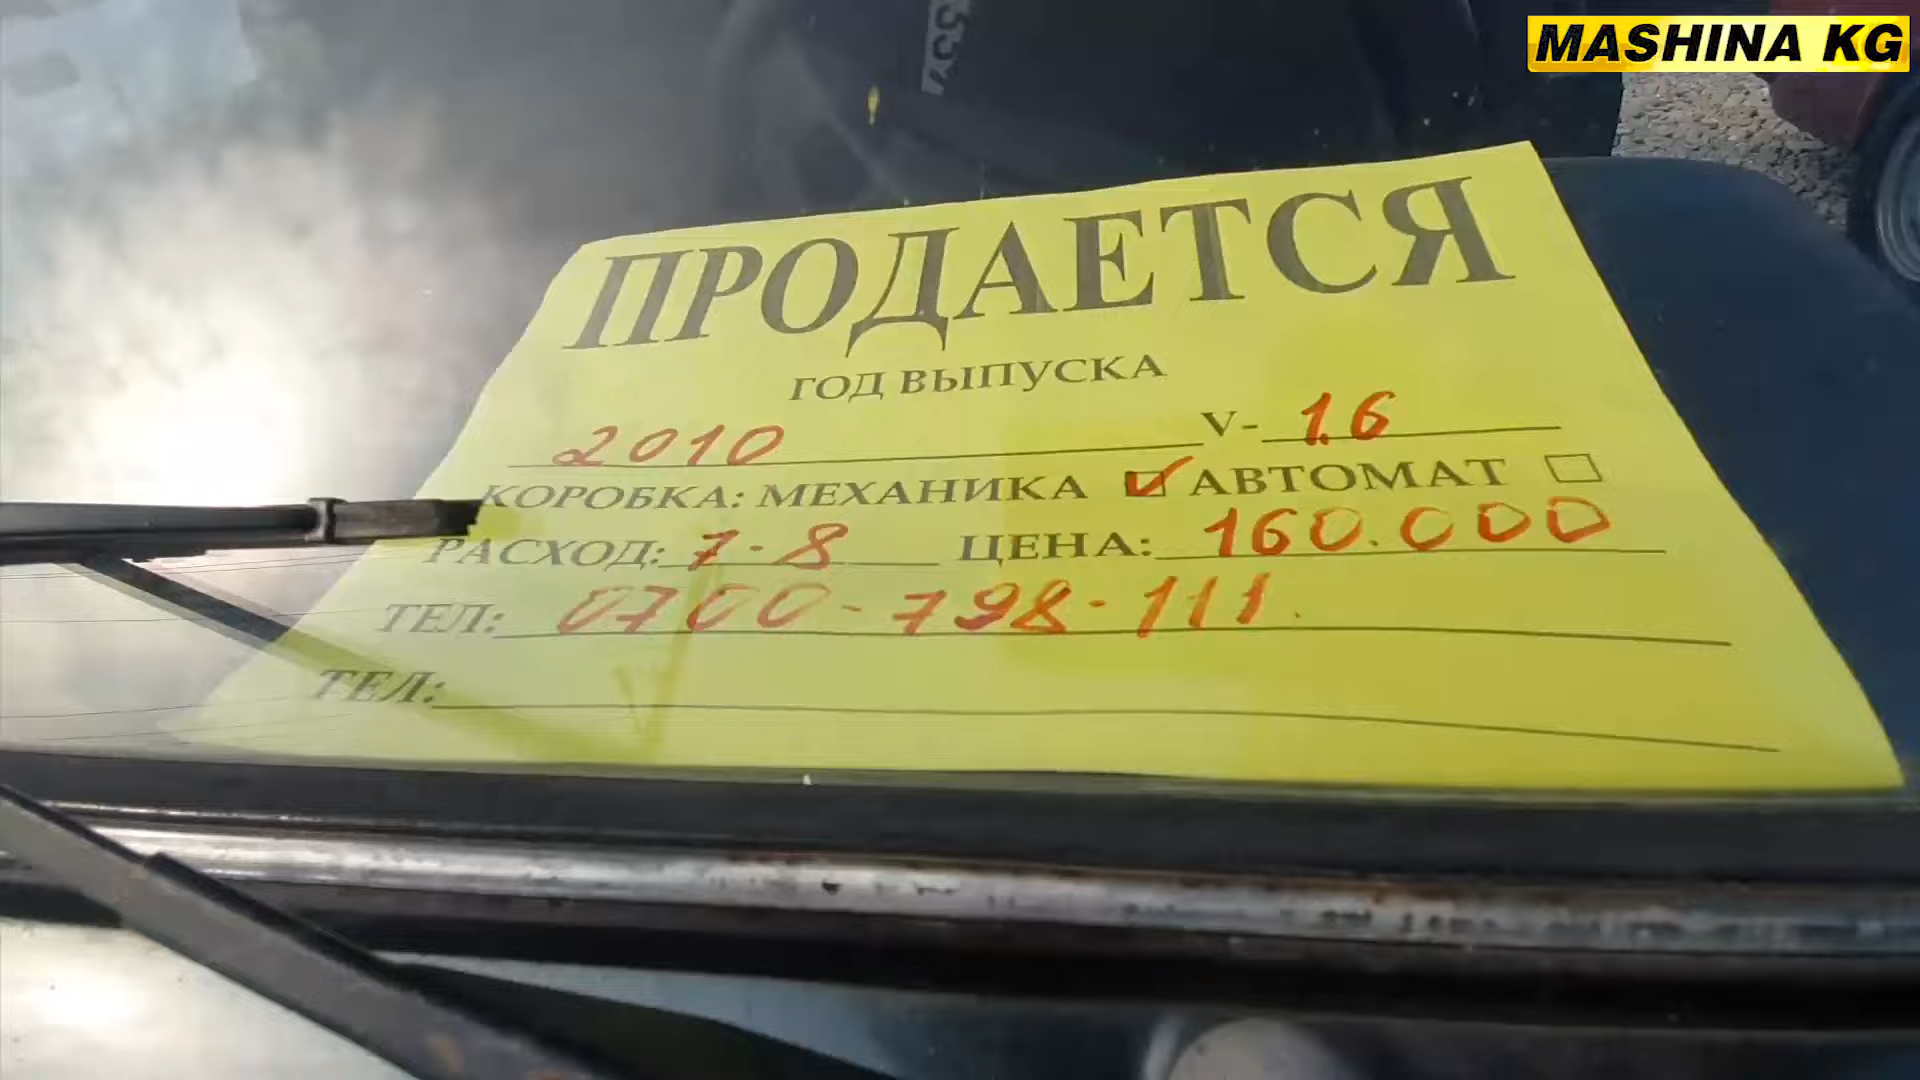 MASHINA KG
ПРОДАЕТСЯ
ГОД ВЫПУСКА
2010 V- 1.6
КОРОБКА: МЕХАНИКА ☑ АВТОМАТ ☐
РАСХОД: 7-8 ЦЕНА: 160.000
ТЕЛ: 0700-798-111.
ТЕЛ: